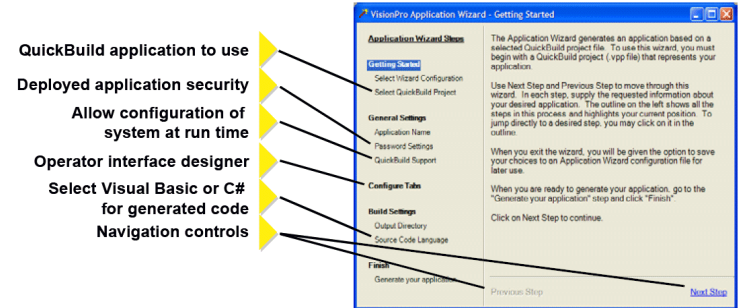 QuickBuild application to use
Deployed application security
Allow configuration of
system at run time
Operator interface designer
Select Visual Basic or C#
for generated code
Navigation controls
VisionPro Application Wizard - Getting Started
Application Wizard Steps
Getting Started
Select Wizard Configuration
Select QuickBuild Project
General Settings
Application Name
Password Settings
QuickBuild Support
Configure Tabs
Build Settings
Output Directory
Source Code Language
Finish
Generate your application
The Application Wizard generates an application based on a
selected QuickBuild project file. To use this wizard, you must
begin with a QuickBuild project (.vpp file) that represents your
application.
Use Next Step and Previous Step to move through this
wizard. In each step, supply the requested information about
your desired application. The outline on the left shows all the
steps in this process and highlights your current position. To
jump directly to a desired step, you may click on it in the
outline.
When you exit the wizard, you will be given the option to save
your choices to an Application Wizard configuration file for
later use.
When you are ready to generate your application, go to the
"Generate your application" step and click "Finish".
Click on Next Step to continue.
Previous Step
Next Step